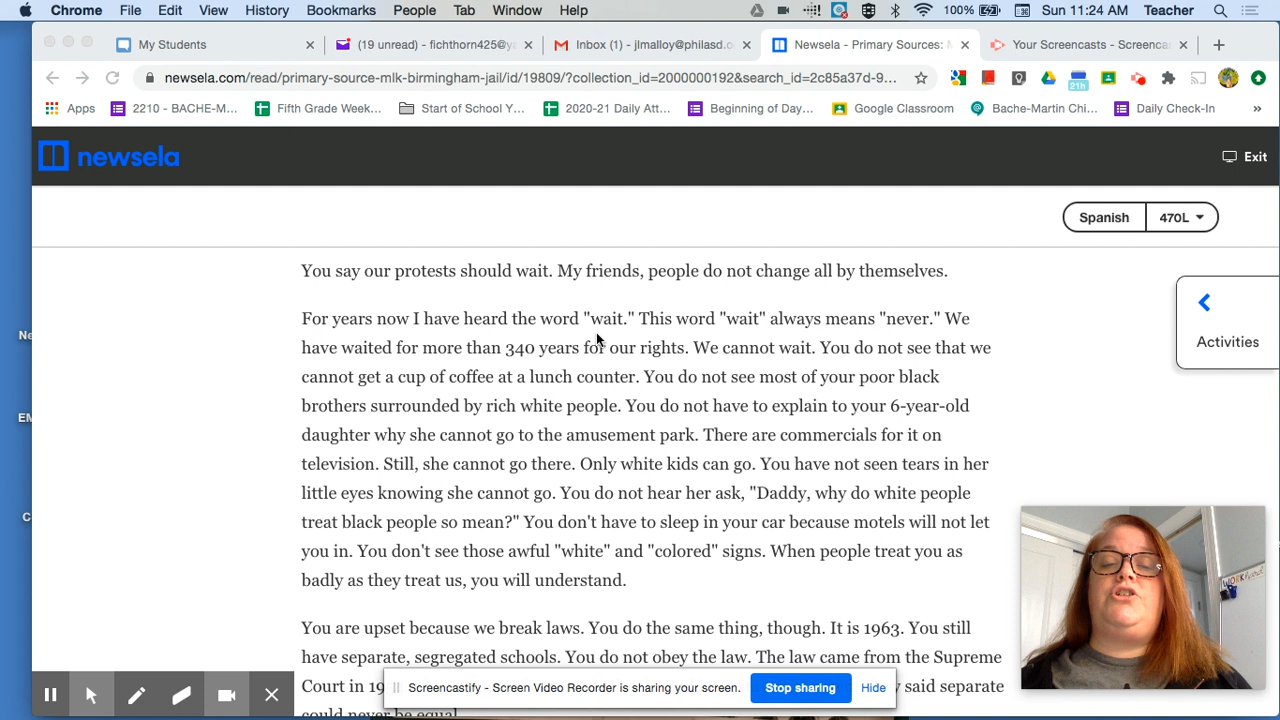 Chrome File Edit View History Bookmarks People Tab Window Help 100% Sun 11:24 AM Teacher
My Students × (19 unread) - fichthorn425@y × Inbox (1) - jlmalloy@philasd.o × Newsela - Primary Sources: M × Your Screencasts - Screencas × +
newsela.com/read/primary-source-mlk-birmingham-jail/id/19809/?collection_id=2000000192&search_id=2c85a37d-9...
21h
Apps 2210 - BACHE-M... Fifth Grade Week... Start of School Y... 2020-21 Daily Att... Beginning of Day... Google Classroom Bache-Martin Chi... Daily Check-In »
newsela Exit
Spanish 470L
You say our protests should wait. My friends, people do not change all by themselves.
For years now I have heard the word "wait." This word "wait" always means "never." We
have waited for more than 340 years for our rights. We cannot wait. You do not see that we
cannot get a cup of coffee at a lunch counter. You do not see most of your poor black
brothers surrounded by rich white people. You do not have to explain to your 6-year-old
daughter why she cannot go to the amusement park. There are commercials for it on
television. Still, she cannot go there. Only white kids can go. You have not seen tears in her
little eyes knowing she cannot go. You do not hear her ask, "Daddy, why do white people
treat black people so mean?" You don't have to sleep in your car because motels will not let
you in. You don't see those awful "white" and "colored" signs. When people treat you as
badly as they treat us, you will understand.
Activities
You are upset because we break laws. You do the same thing, though. It is 1963. You still
have separate, segregated schools. You do not obey the law. The law came from the Supreme
Court in 19 said separate
could never be equal
Screencastify - Screen Video Recorder is sharing your screen. Stop sharing Hide